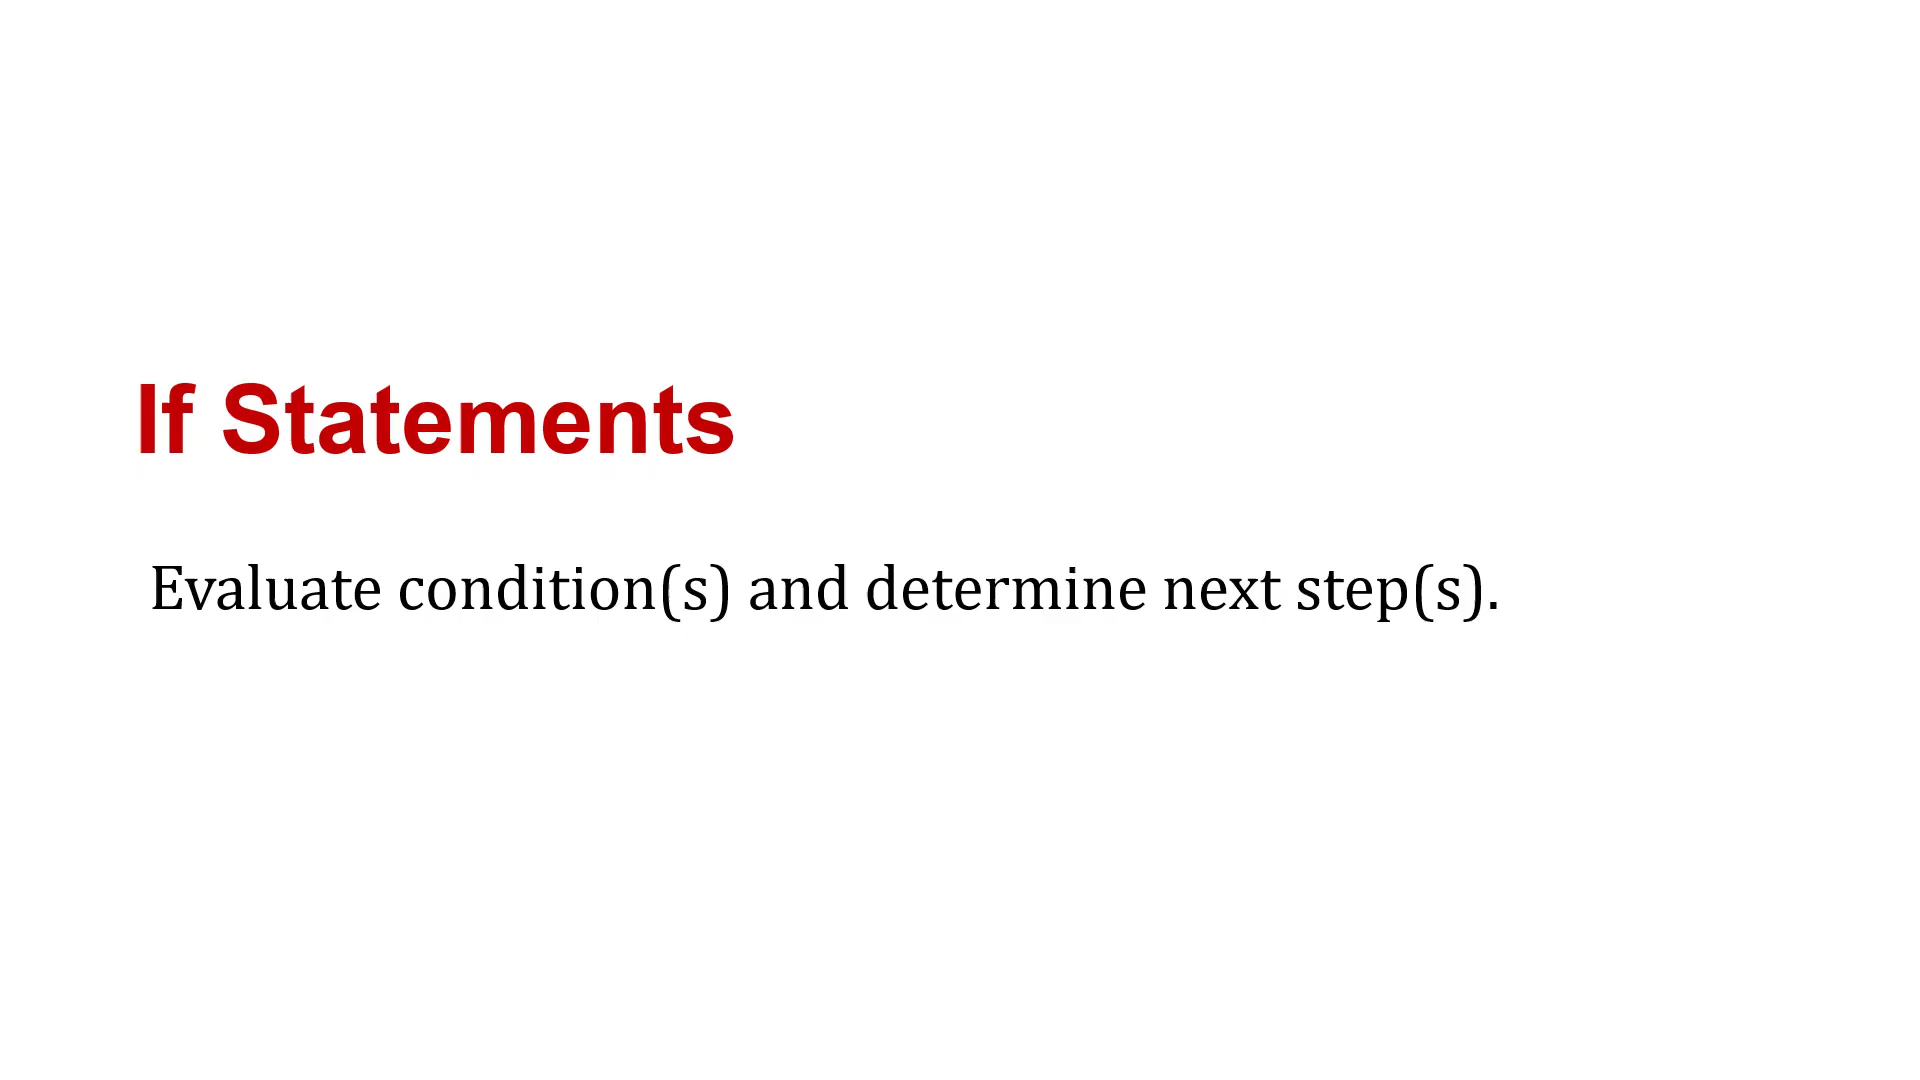 If Statements
Evaluate condition(s) and determine next step(s).